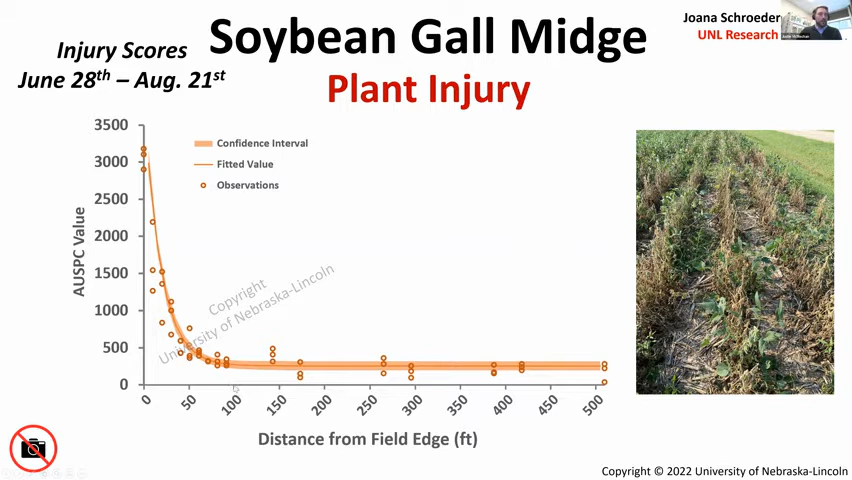 Soybean Gall Midge
Plant Injury
Injury Scores
June 28th – Aug. 21st
Joana Schroeder
UNL Research
3500
3000
2500
2000
1500
1000
500
0
AUSPC Value
Confidence Interval
Fitted Value
Observations
Copyright
University of Nebraska-Lincoln
0
50
100
150
200
250
300
350
400
450
500
Distance from Field Edge (ft)
Copyright © 2022 University of Nebraska-Lincoln